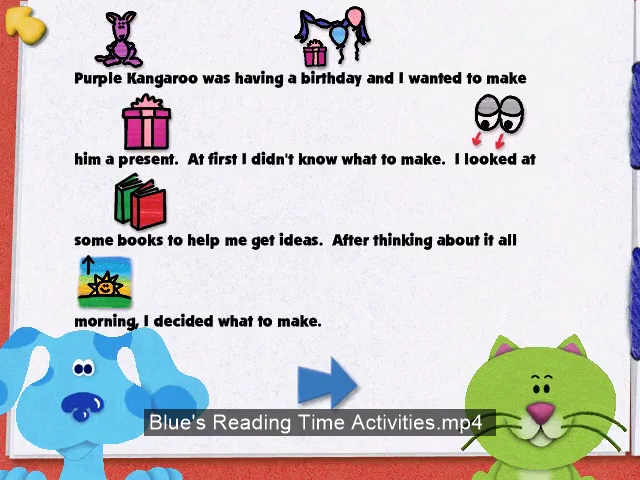 Purple Kangaroo was having a birthday and I wanted to make
him a present.  At first I didn't know what to make.  I looked at
some books to help me get ideas.  After thinking about it all
morning, I decided what to make.
Blue's Reading Time Activities.mp4